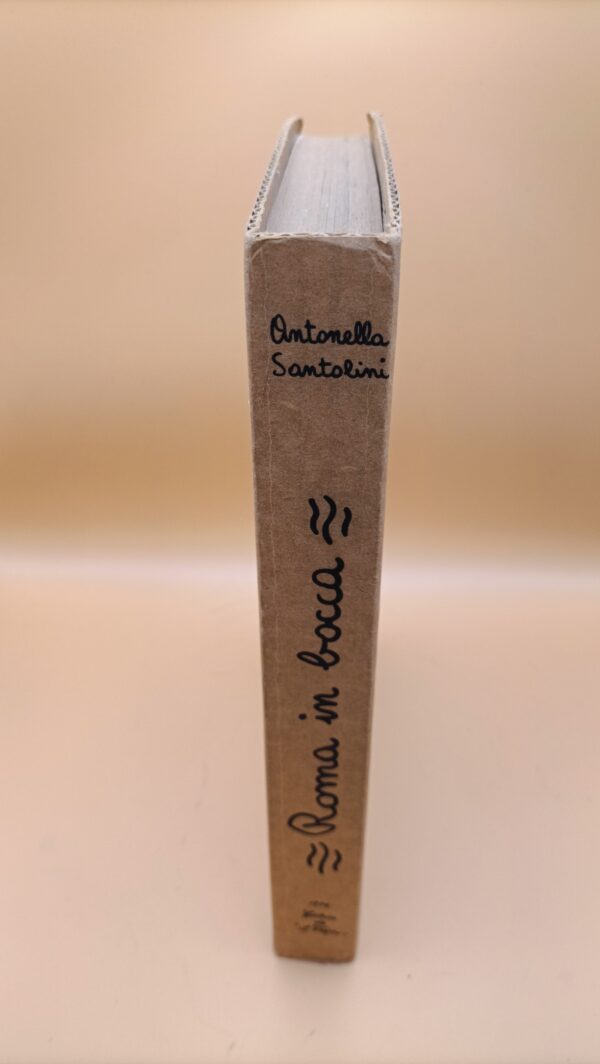 Antonella
Santolini
Roma in bocca